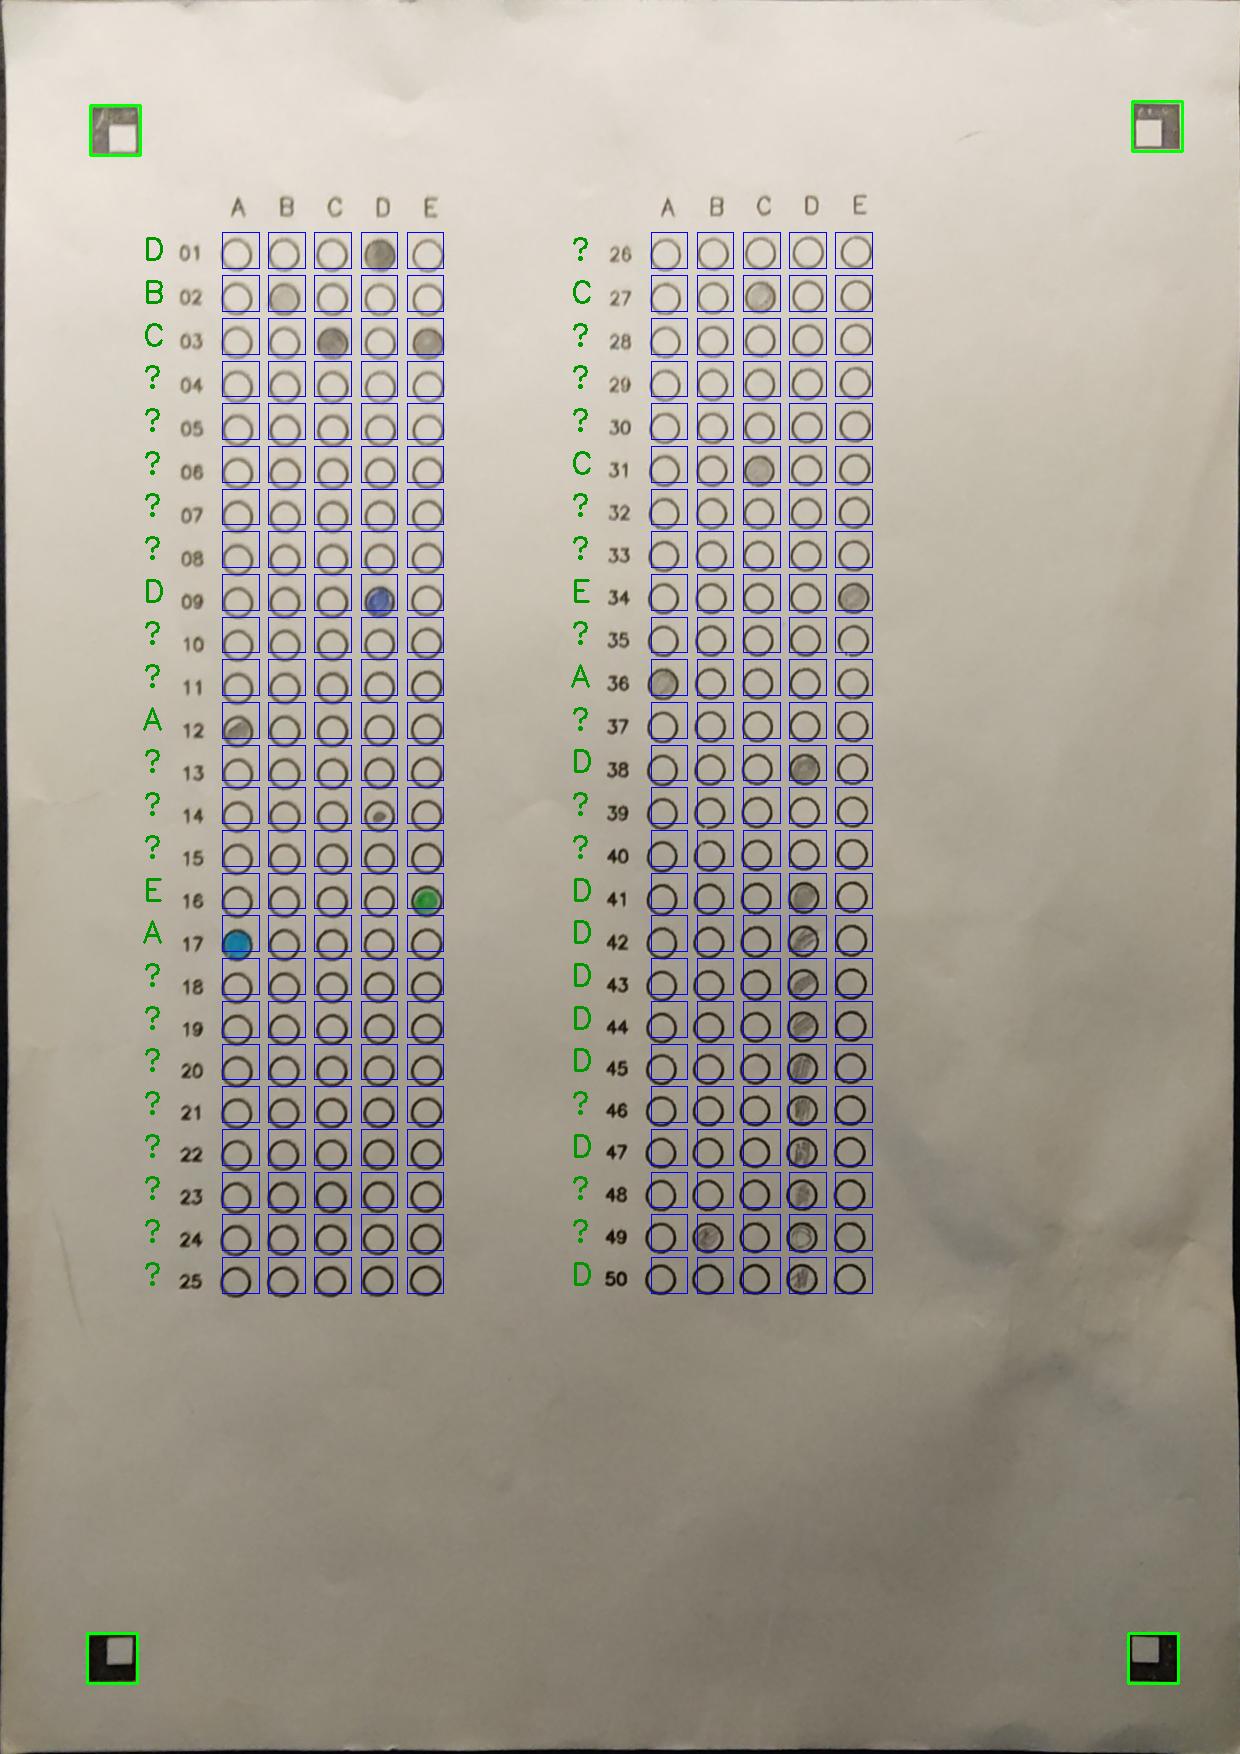 A B C D E
D 01
B 02
C 03
? 04
? 05
? 06
? 07
? 08
D 09
? 10
? 11
A 12
? 13
? 14
? 15
E 16
A 17
? 18
? 19
? 20
? 21
? 22
? 23
? 24
? 25
A B C D E
? 26
C 27
? 28
? 29
? 30
C 31
? 32
? 33
E 34
? 35
A 36
? 37
D 38
? 39
? 40
D 41
D 42
D 43
D 44
D 45
? 46
D 47
? 48
? 49
D 50